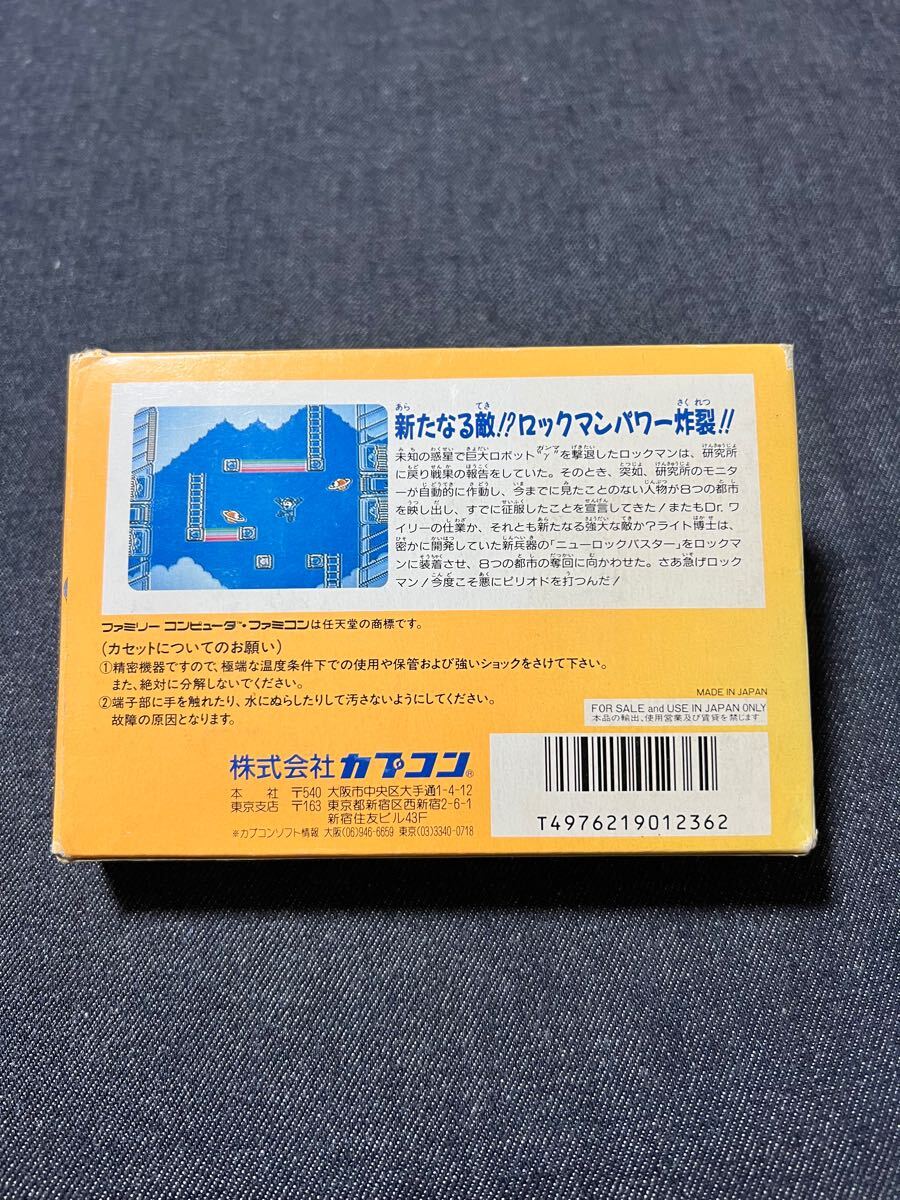 新たなる敵!?ロックマンパワー炸裂!!
未知の惑星で巨大ロボット"γ"を撃退したロックマンは、研究所
に戻り戦果の報告をしていた。そのとき、突如、研究所のモニタ
ーが自動的に作動し、今までに見たことのない人物が8つの都市
を映し出し、すでに征服したことを宣言してきた!またもDr.ワ
イリーの仕業か、それとも新たなる強大な敵か?ライト博士は、
密かに開発していた新兵器の「ニューロックバスター」をロックマ
ンに装着させ、8つの都市の奪回に向かわせた。さあ急げロック
マン!今度こそ悪にピリオドを打つんだ!
ファミリーコンピュータ™・ファミコンは任天堂の商標です。
(カセットについてのお願い)
①精密機器ですので、極端な温度条件下での使用や保管および強いショックをさけて下さい。
また、絶対に分解しないでください。
②端子部に手を触れたり、水にぬらしたりして汚さないようにしてください。
故障の原因となります。
MADE IN JAPAN
FOR SALE and USE IN JAPAN ONLY
本品の輸出、使用営業及び賃貸を禁じます
株式会社カプコン®
本 社 〒540 大阪市中央区大手通1-4-12
東京支店 〒163 東京都新宿区西新宿2-6-1
新宿住友ビル43F
※カプコンソフト情報 大阪(06)946-6659 東京(03)3340-0718
T4976219012362